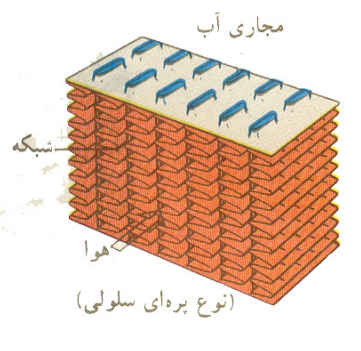 مجاری آب
شبکه
هوا
(نوع پره‌ای سلولی)